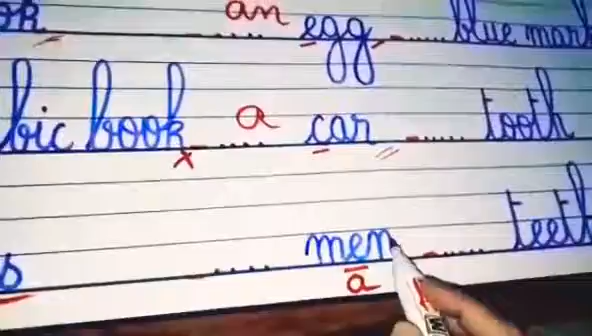 an egg ..... blue mark
bic book ..... a car ..... tooth
..... men ..... teeth
a